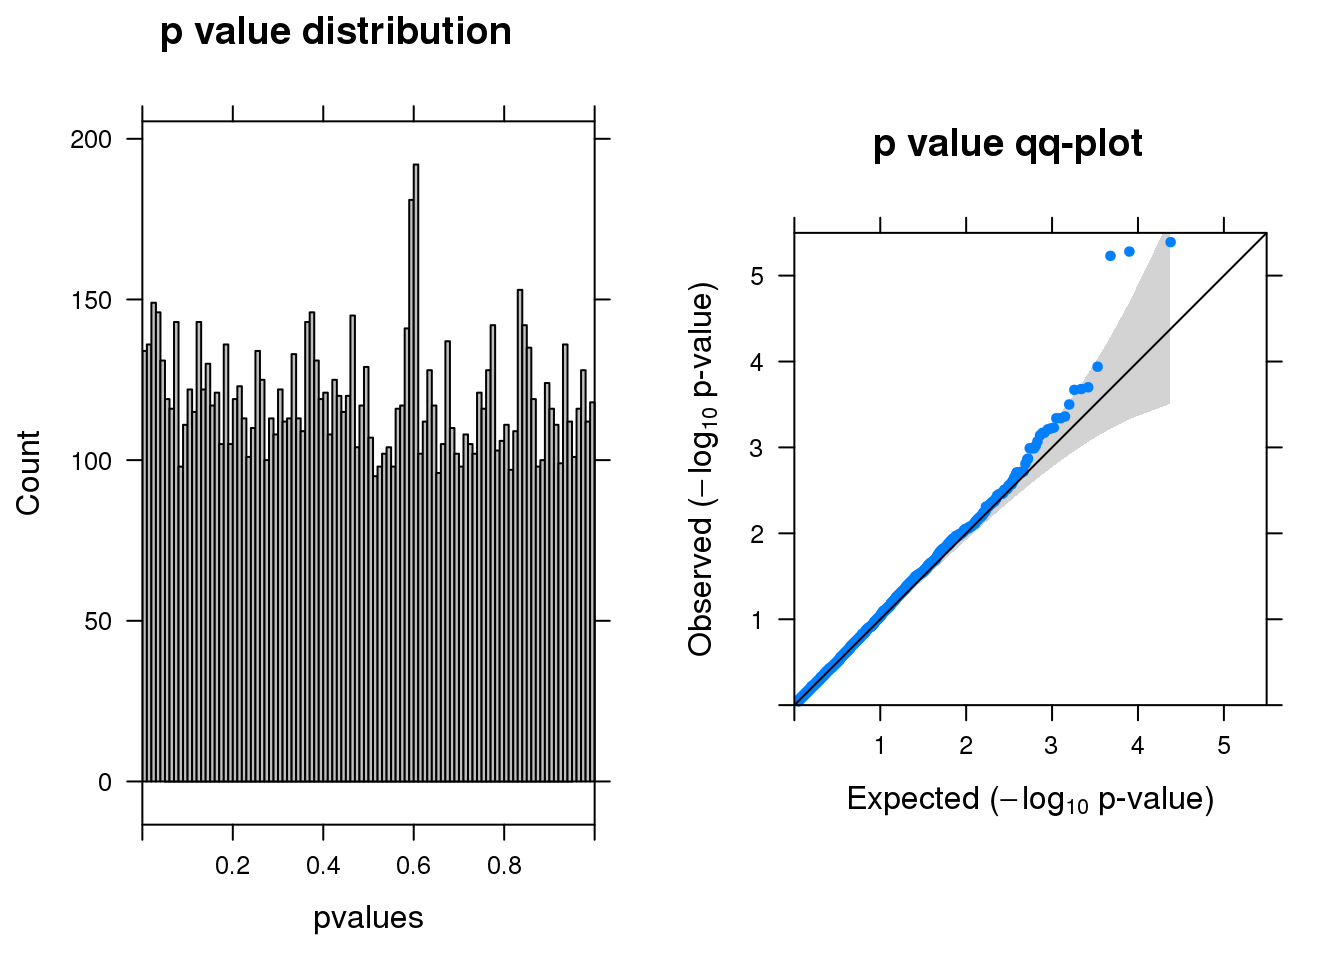 p value distribution
200
150
100
50
0
Count
0.2 0.4 0.6 0.8
pvalues
p value qq-plot
5
4
3
2
1
Observed (−log₁₀ p-value)
1 2 3 4 5
Expected (−log₁₀ p-value)